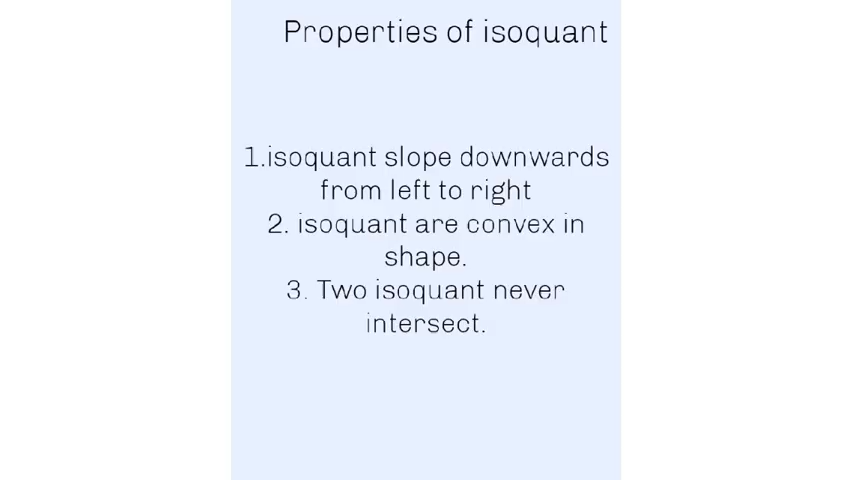 Properties of isoquant
1.isoquant slope downwards
from left to right
2. isoquant are convex in
shape.
3. Two isoquant never
intersect.